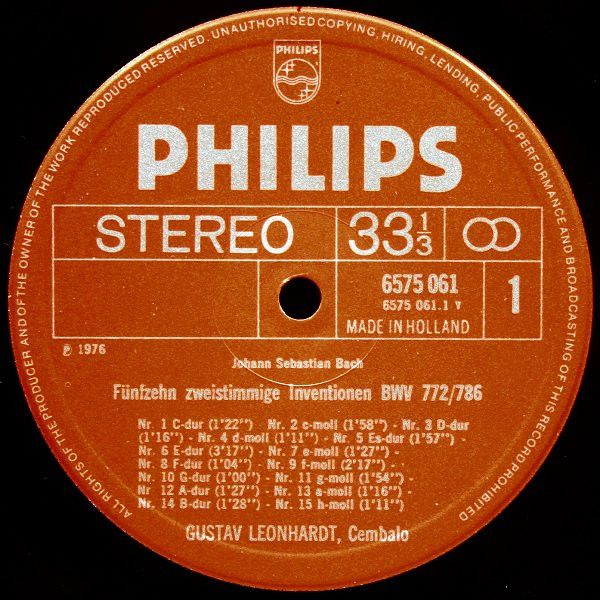 ALL RIGHTS OF THE PRODUCER AND OF THE OWNER OF THE WORK REPRODUCED RESERVED. UNAUTHORISED COPYING, HIRING, LENDING, PUBLIC PERFORMANCE AND BROADCASTING OF THIS RECORD PROHIBITED
PHILIPS
PHILIPS
STEREO 33 1/3
6575 061
6575 061.1 Y
1
MADE IN HOLLAND
℗ 1976
Johann Sebastian Bach
Fünfzehn zweistimmige Inventionen BWV 772/786
Nr. 1 C-dur (1'22'') Nr. 2 c-moll (1'58'') - Nr. 3 D-dur
(1'16'') - Nr. 4 d-moll (1'11'') - Nr. 5 Es-dur (1'57'') -
Nr. 6 E-dur (3'17'') - Nr. 7 e-moll (1'27'') -
Nr. 8 F-dur (1'04'') - Nr. 9 f-moll (2'17'') -
Nr. 10 G-dur (1'00'') - Nr. 11 g-moll (1'54'') -
Nr. 12 A-dur (1'27'') - Nr. 13 a-moll (1'16'') -
Nr. 14 B-dur (1'28'') - Nr. 15 h-moll (1'11'')
GUSTAV LEONHARDT, Cembalo